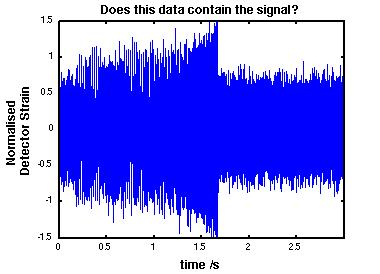 Does this data contain the signal?
1.5
1
0.5
0
-0.5
-1
-1.5
Normalised
Detector Strain
0 0.5 1 1.5 2 2.5
time /s